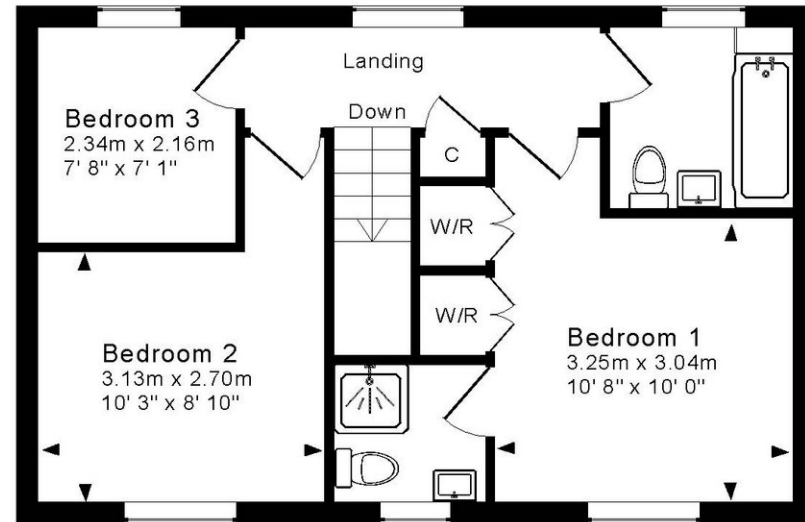 Landing
Down
Bedroom 3
2.34m x 2.16m
7' 8" x 7' 1"
C
W/R
W/R
Bedroom 2
3.13m x 2.70m
10' 3" x 8' 10"
Bedroom 1
3.25m x 3.04m
10' 8" x 10' 0"